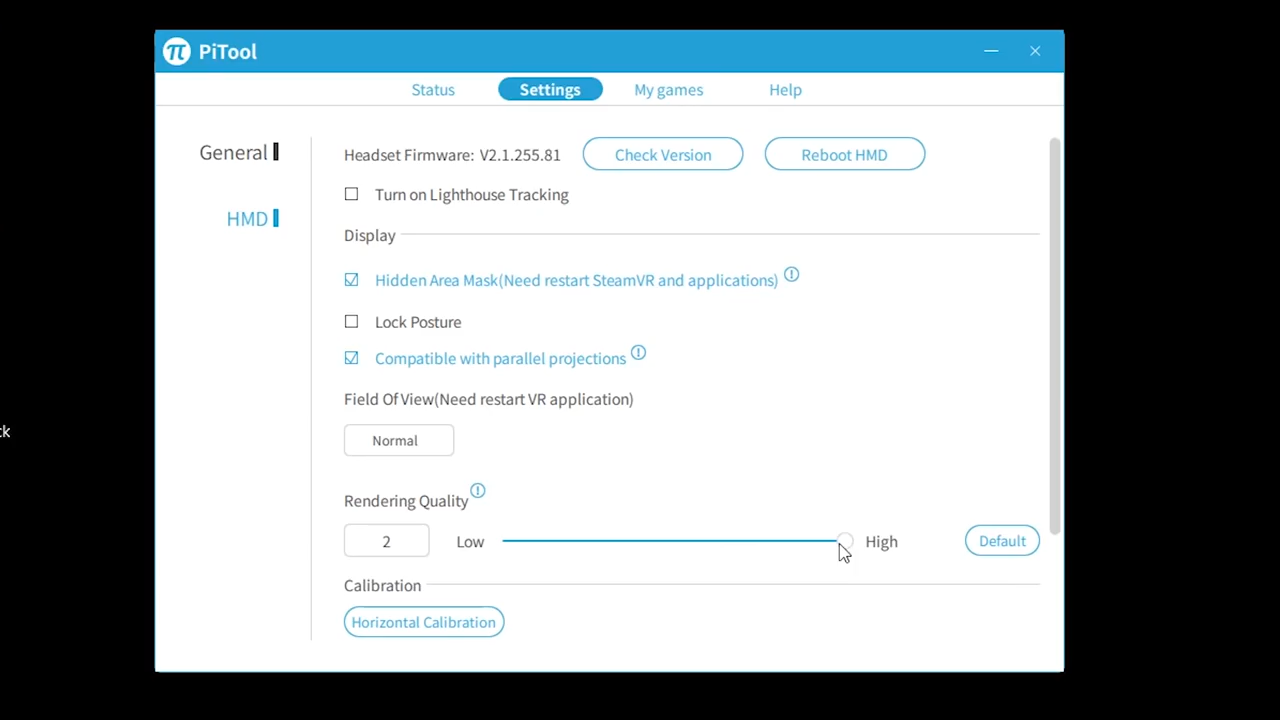 PiTool
Status Settings My games Help
General
HMD
Headset Firmware: V2.1.255.81 Check Version Reboot HMD
Turn on Lighthouse Tracking
Display
Hidden Area Mask(Need restart SteamVR and applications)
Lock Posture
Compatible with parallel projections
Field Of View(Need restart VR application)
ck
Normal
Rendering Quality
2 Low High Default
Calibration
Horizontal Calibration